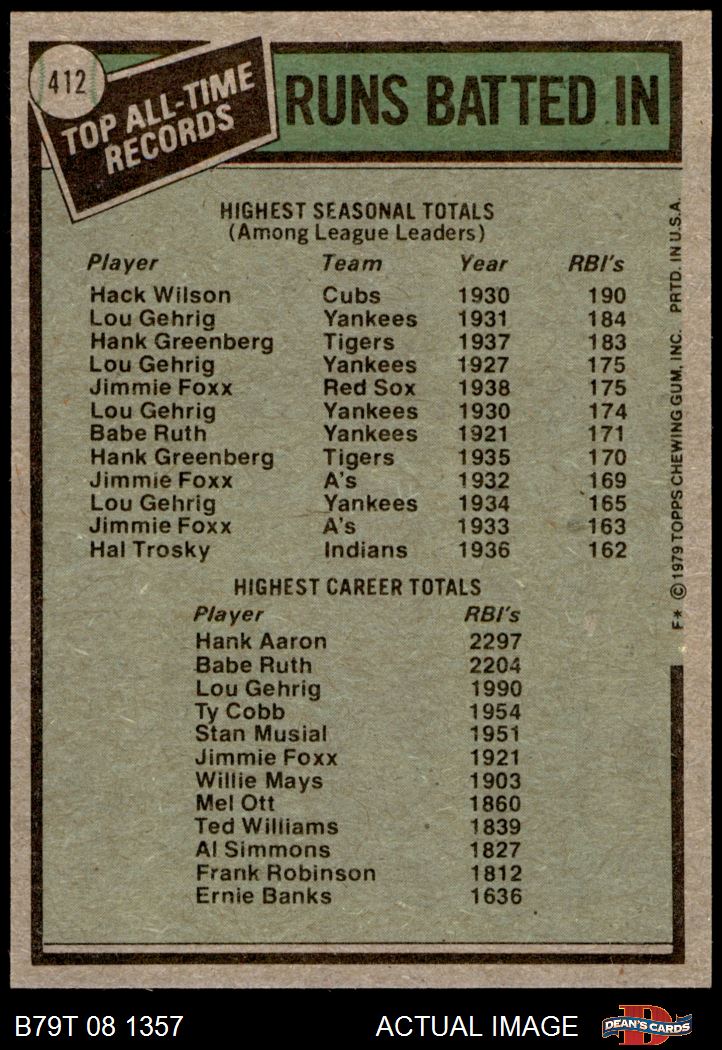 412
TOP ALL-TIME
RECORDS
RUNS BATTED IN
HIGHEST SEASONAL TOTALS
(Among League Leaders)
Player Team Year RBI's
Hack Wilson Cubs 1930 190
Lou Gehrig Yankees 1931 184
Hank Greenberg Tigers 1937 183
Lou Gehrig Yankees 1927 175
Jimmie Foxx Red Sox 1938 175
Lou Gehrig Yankees 1930 174
Babe Ruth Yankees 1921 171
Hank Greenberg Tigers 1935 170
Jimmie Foxx A's 1932 169
Lou Gehrig Yankees 1934 165
Jimmie Foxx A's 1933 163
Hal Trosky Indians 1936 162
HIGHEST CAREER TOTALS
Player RBI's
Hank Aaron 2297
Babe Ruth 2204
Lou Gehrig 1990
Ty Cobb 1954
Stan Musial 1951
Jimmie Foxx 1921
Willie Mays 1903
Mel Ott 1860
Ted Williams 1839
Al Simmons 1827
Frank Robinson 1812
Ernie Banks 1636
F* © 1979 TOPPS CHEWING GUM, INC. PRTD. IN U.S.A.
B79T 08 1357 ACTUAL IMAGE
D
DEAN'S CARDS